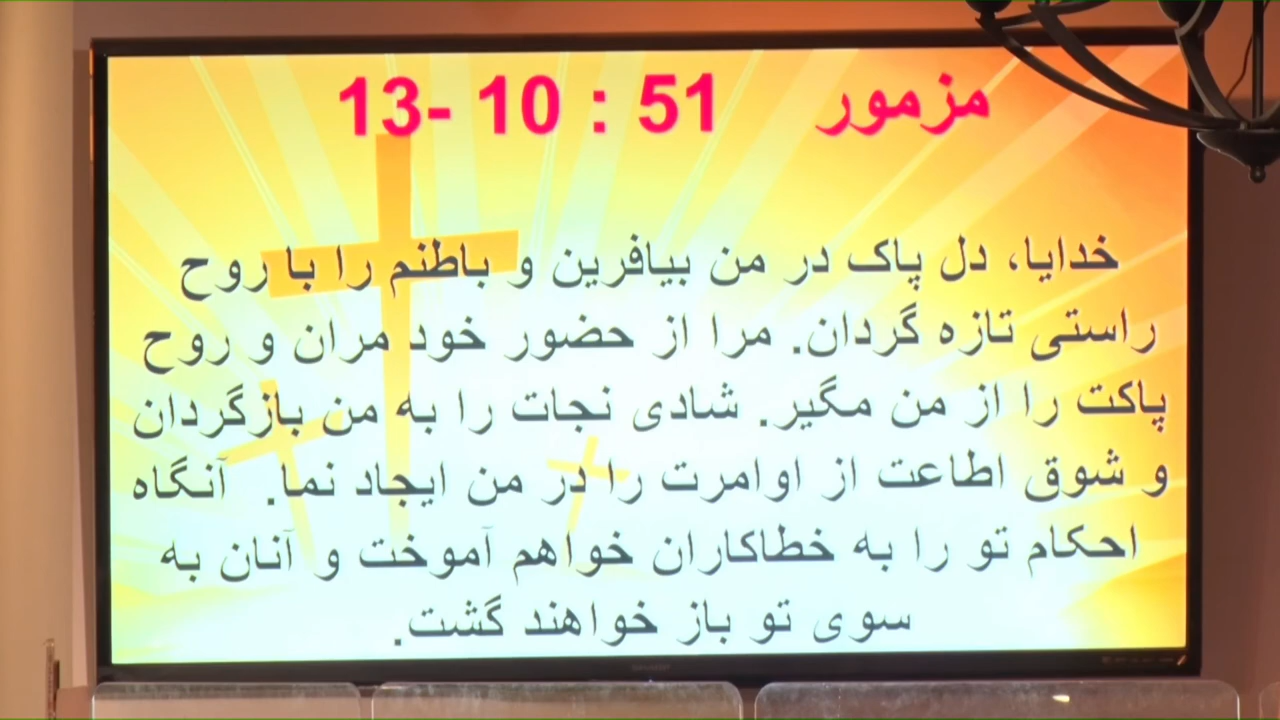 مزمور 51 : 10 -13
خدایا، دل پاک در من بیافرین و باطنم را با روح
راستی تازه گردان. مرا از حضور خود مران و روح
پاکت را از من مگیر. شادی نجات را به من بازگردان
و شوق اطاعت از اوامرت را در من ایجاد نما. آنگاه
احکام تو را به خطاکاران خواهم آموخت و آنان به
سوی تو باز خواهند گشت.